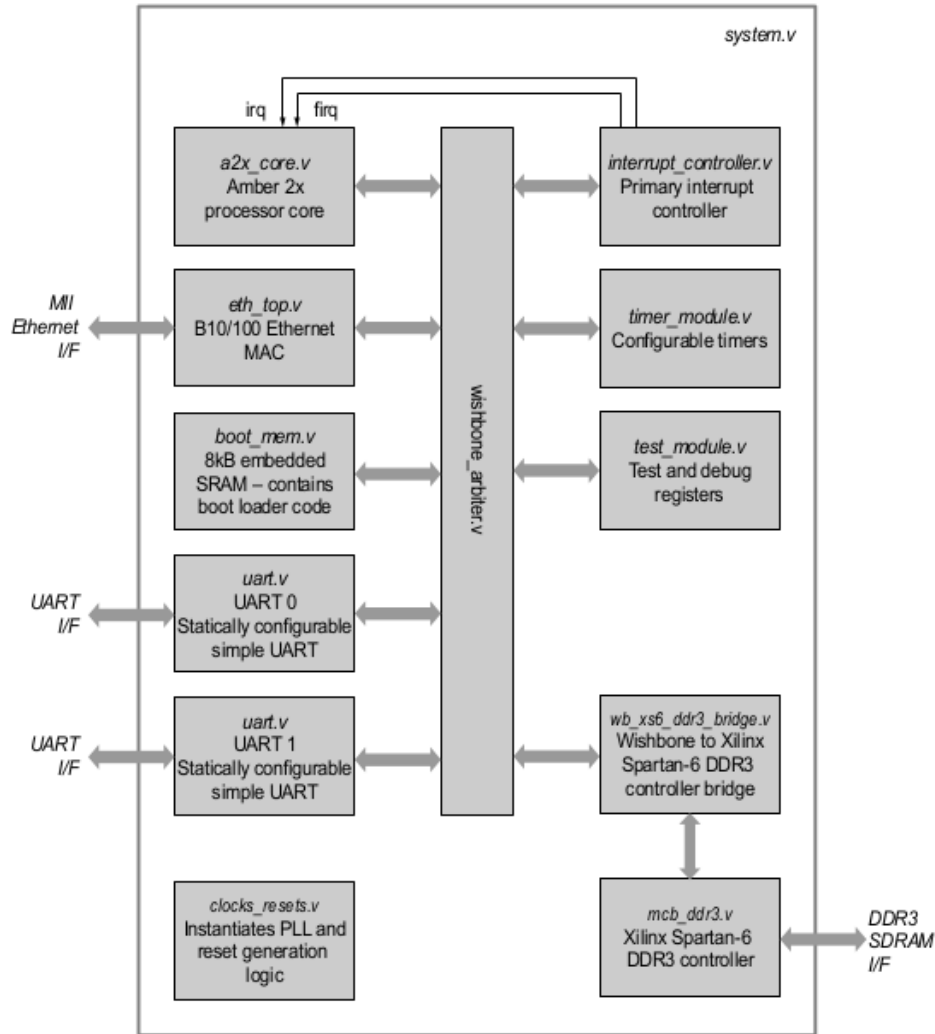 system.v
irq
firq
a2x_core.v
Amber 2x
processor core
interrupt_controller.v
Primary interrupt
controller
MII
Ethernet
I/F
eth_top.v
B10/100 Ethernet
MAC
timer_module.v
Configurable timers
wishbone_arbiter.v
boot_mem.v
8kB embedded
SRAM – contains
boot loader code
test_module.v
Test and debug
registers
UART
I/F
uart.v
UART 0
Statically configurable
simple UART
UART
I/F
uart.v
UART 1
Statically configurable
simple UART
wb_xs6_ddr3_bridge.v
Wishbone to Xilinx
Spartan-6 DDR3
controller bridge
clocks_resets.v
Instantiates PLL and
reset generation
logic
mcb_ddr3.v
Xilinx Spartan-6
DDR3 controller
DDR3
SDRAM
I/F